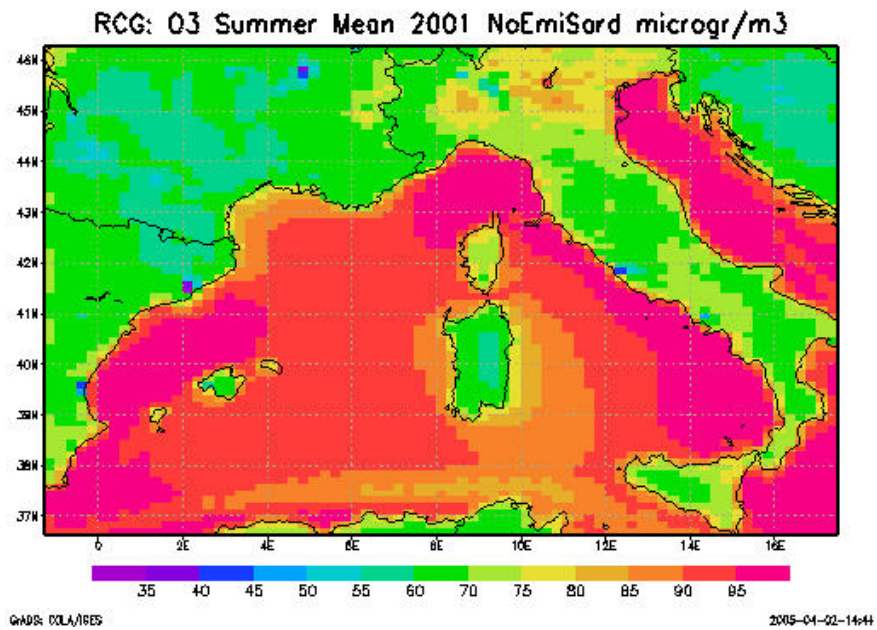 RCG: O3 Summer Mean 2001 NoEmiSard microgr/m3
46N
45N
44N
43N
42N
41N
40N
39N
38N
37N
0 2E 4E 6E 8E 10E 12E 14E 16E
35 40 45 50 55 60 65 70 75 80 85 90 95
GrADS: COLA/IGES 2005-04-02-14:44